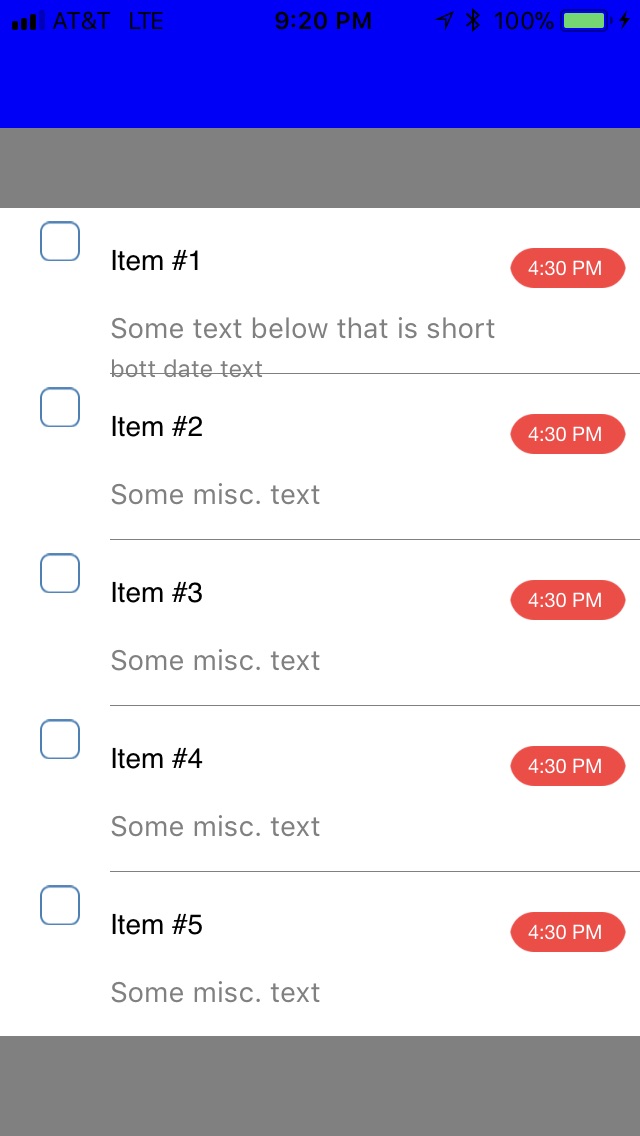 AT&T LTE 9:20 PM 100%
Item #1
4:30 PM
Some text below that is short
bott date text
Item #2
4:30 PM
Some misc. text
Item #3
4:30 PM
Some misc. text
Item #4
4:30 PM
Some misc. text
Item #5
4:30 PM
Some misc. text